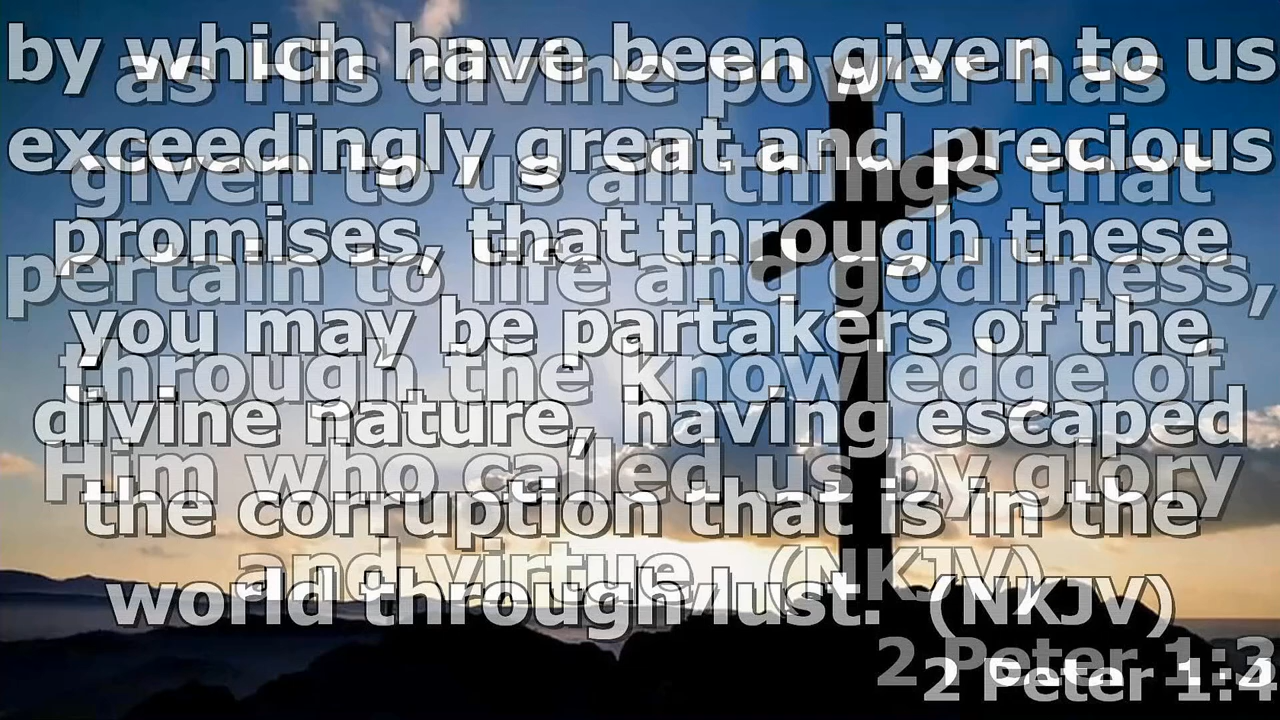 by which have been given to us
exceedingly great and precious
promises, that through these
you may be partakers of the
divine nature, having escaped
the corruption that is in the
world through lust. (NKJV)
2 Peter 1:4
as His divine power has
given to us all things that
pertain to life and godliness,
through the knowledge of
Him who called us by glory
and virtue, (NKJV)
2 Peter 1:3